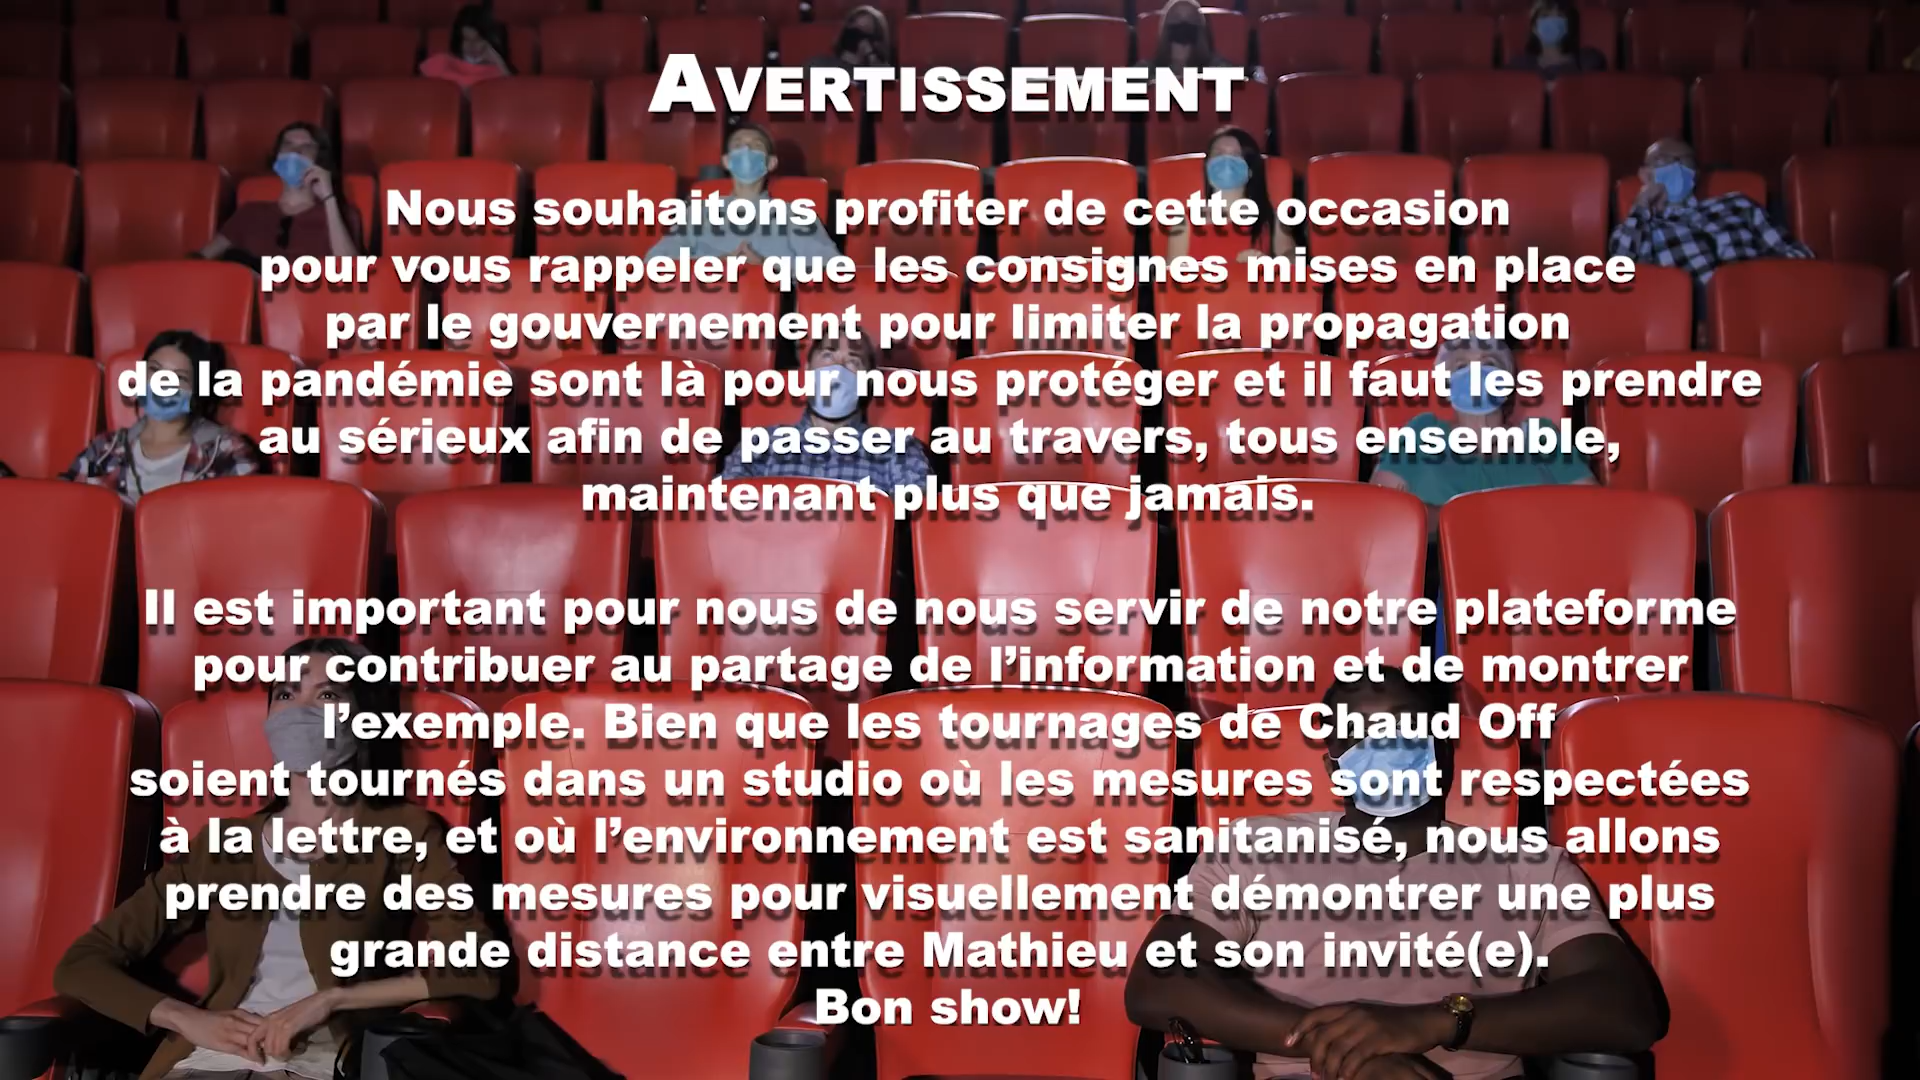 AVERTISSEMENT
Nous souhaitons profiter de cette occasion
pour vous rappeler que les consignes mises en place
par le gouvernement pour limiter la propagation
de la pandémie sont là pour nous protéger et il faut les prendre
au sérieux afin de passer au travers, tous ensemble,
maintenant plus que jamais.
Il est important pour nous de nous servir de notre plateforme
pour contribuer au partage de l’information et de montrer
l’exemple. Bien que les tournages de Chaud Off
soient tournés dans un studio où les mesures sont respectées
à la lettre, et où l’environnement est sanitanisé, nous allons
prendre des mesures pour visuellement démontrer une plus
grande distance entre Mathieu et son invité(e).
Bon show!